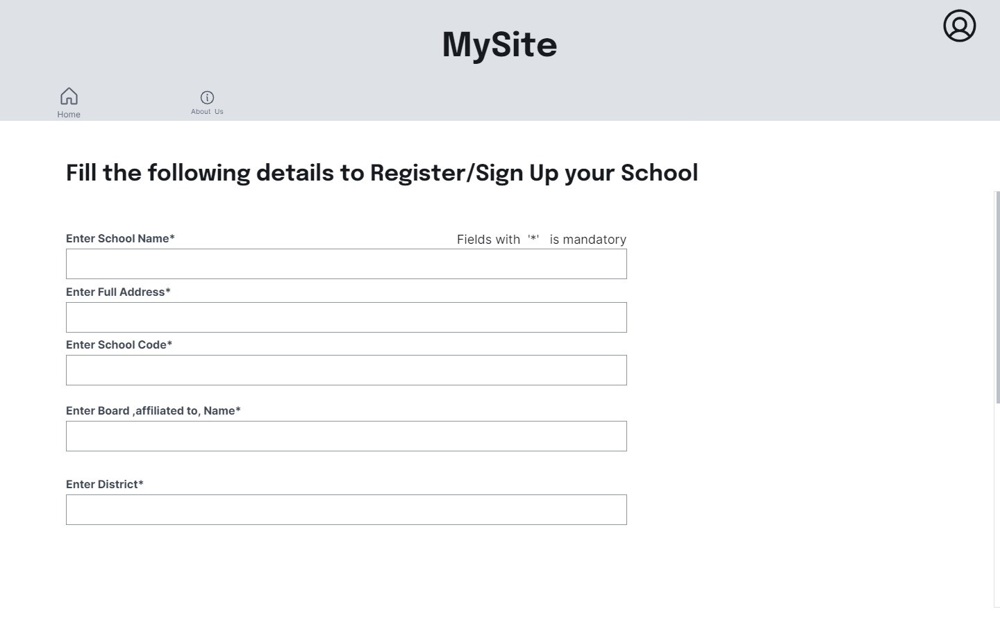 MySite
Home
About Us
Fill the following details to Register/Sign Up your School
Enter School Name*
Fields with '*' is mandatory
Enter Full Address*
Enter School Code*
Enter Board ,affiliated to, Name*
Enter District*